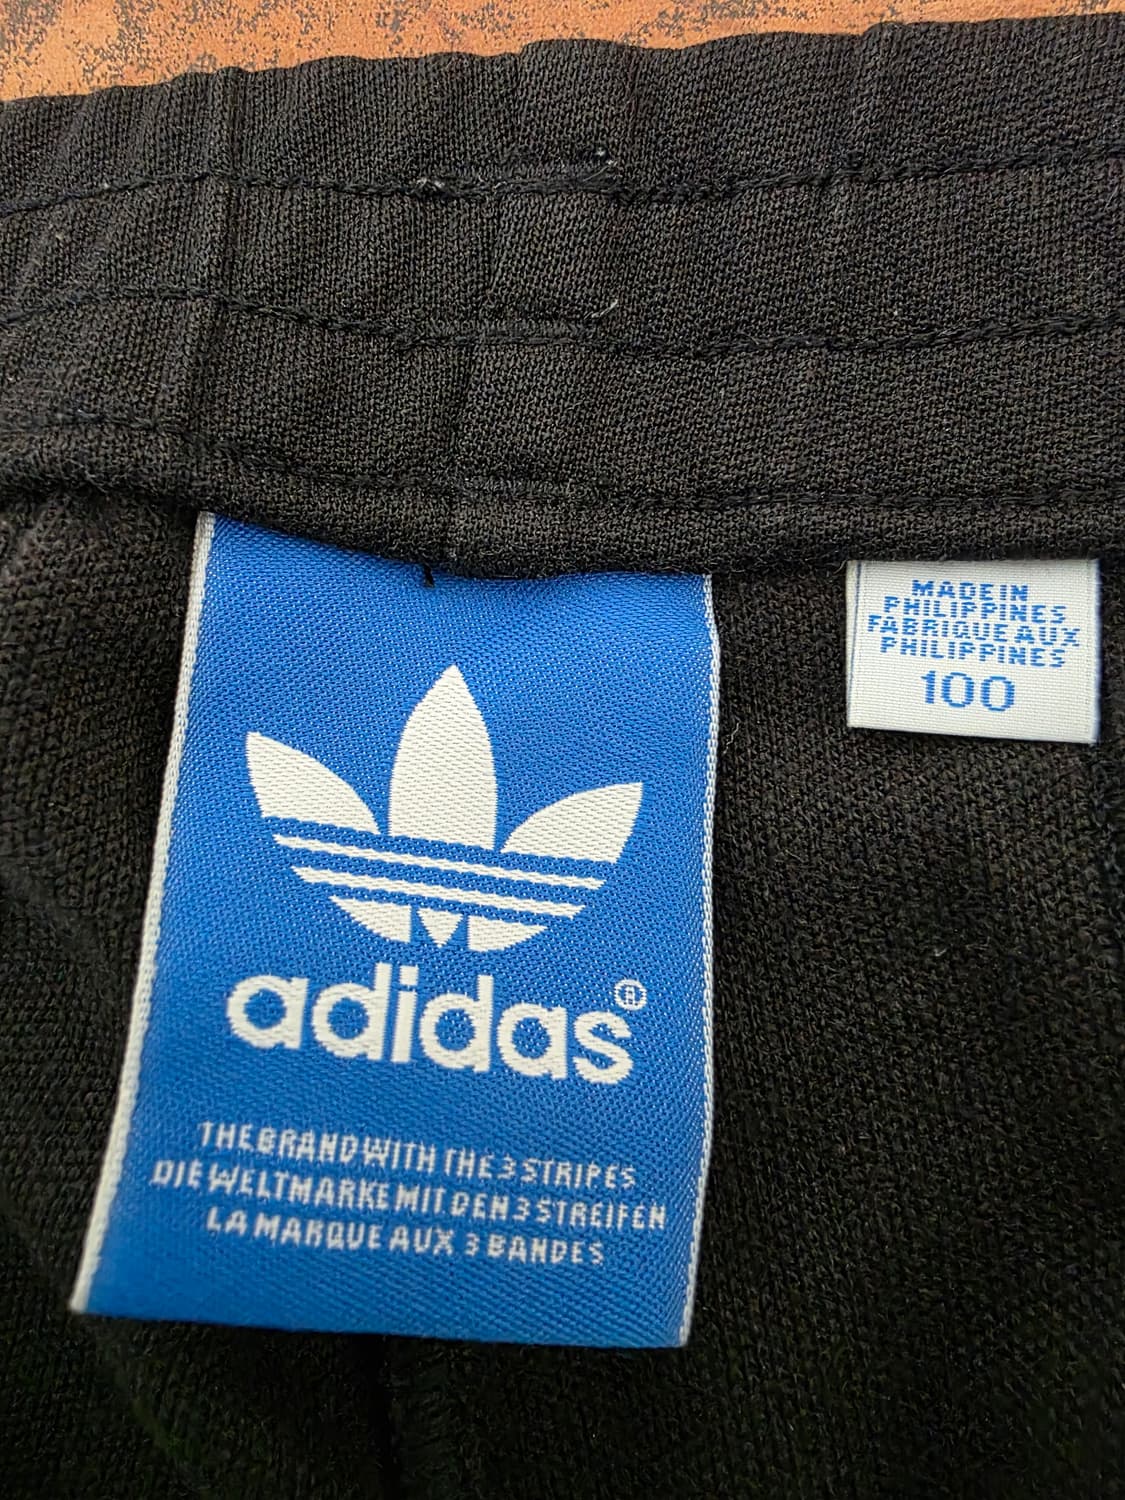 adidas®
THE BRAND WITH THE 3 STRIPES
DIE WELTMARKE MIT DEN 3 STREIFEN
LA MARQUE AUX 3 BANDES
MADE IN
PHILIPPINES
FABRIQUE AUX
PHILIPPINES
100